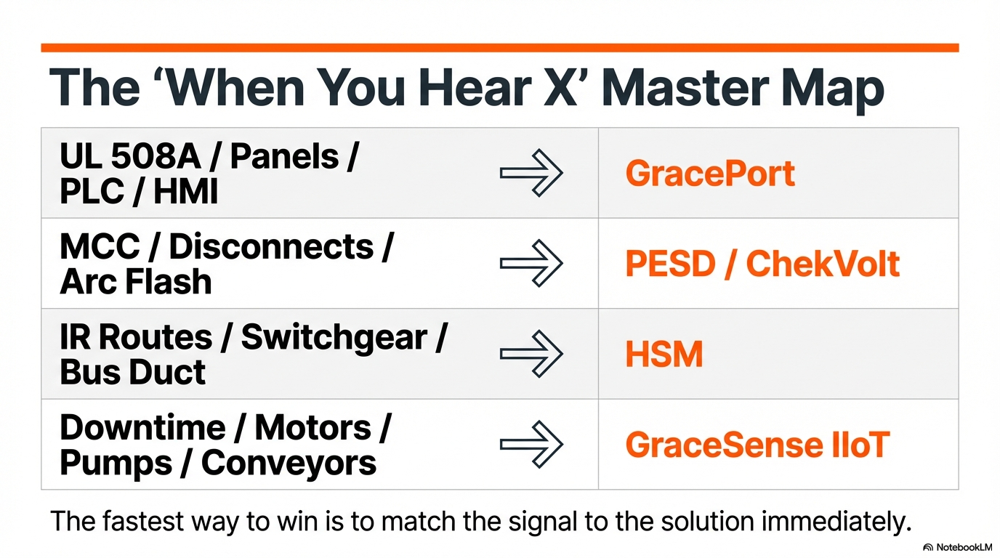 The ‘When You Hear X’ Master Map
UL 508A / Panels /
PLC / HMI
GracePort
MCC / Disconnects /
Arc Flash
PESD / ChekVolt
IR Routes / Switchgear /
Bus Duct
HSM
Downtime / Motors /
Pumps / Conveyors
GraceSense IIoT
The fastest way to win is to match the signal to the solution immediately.
NotebookLM